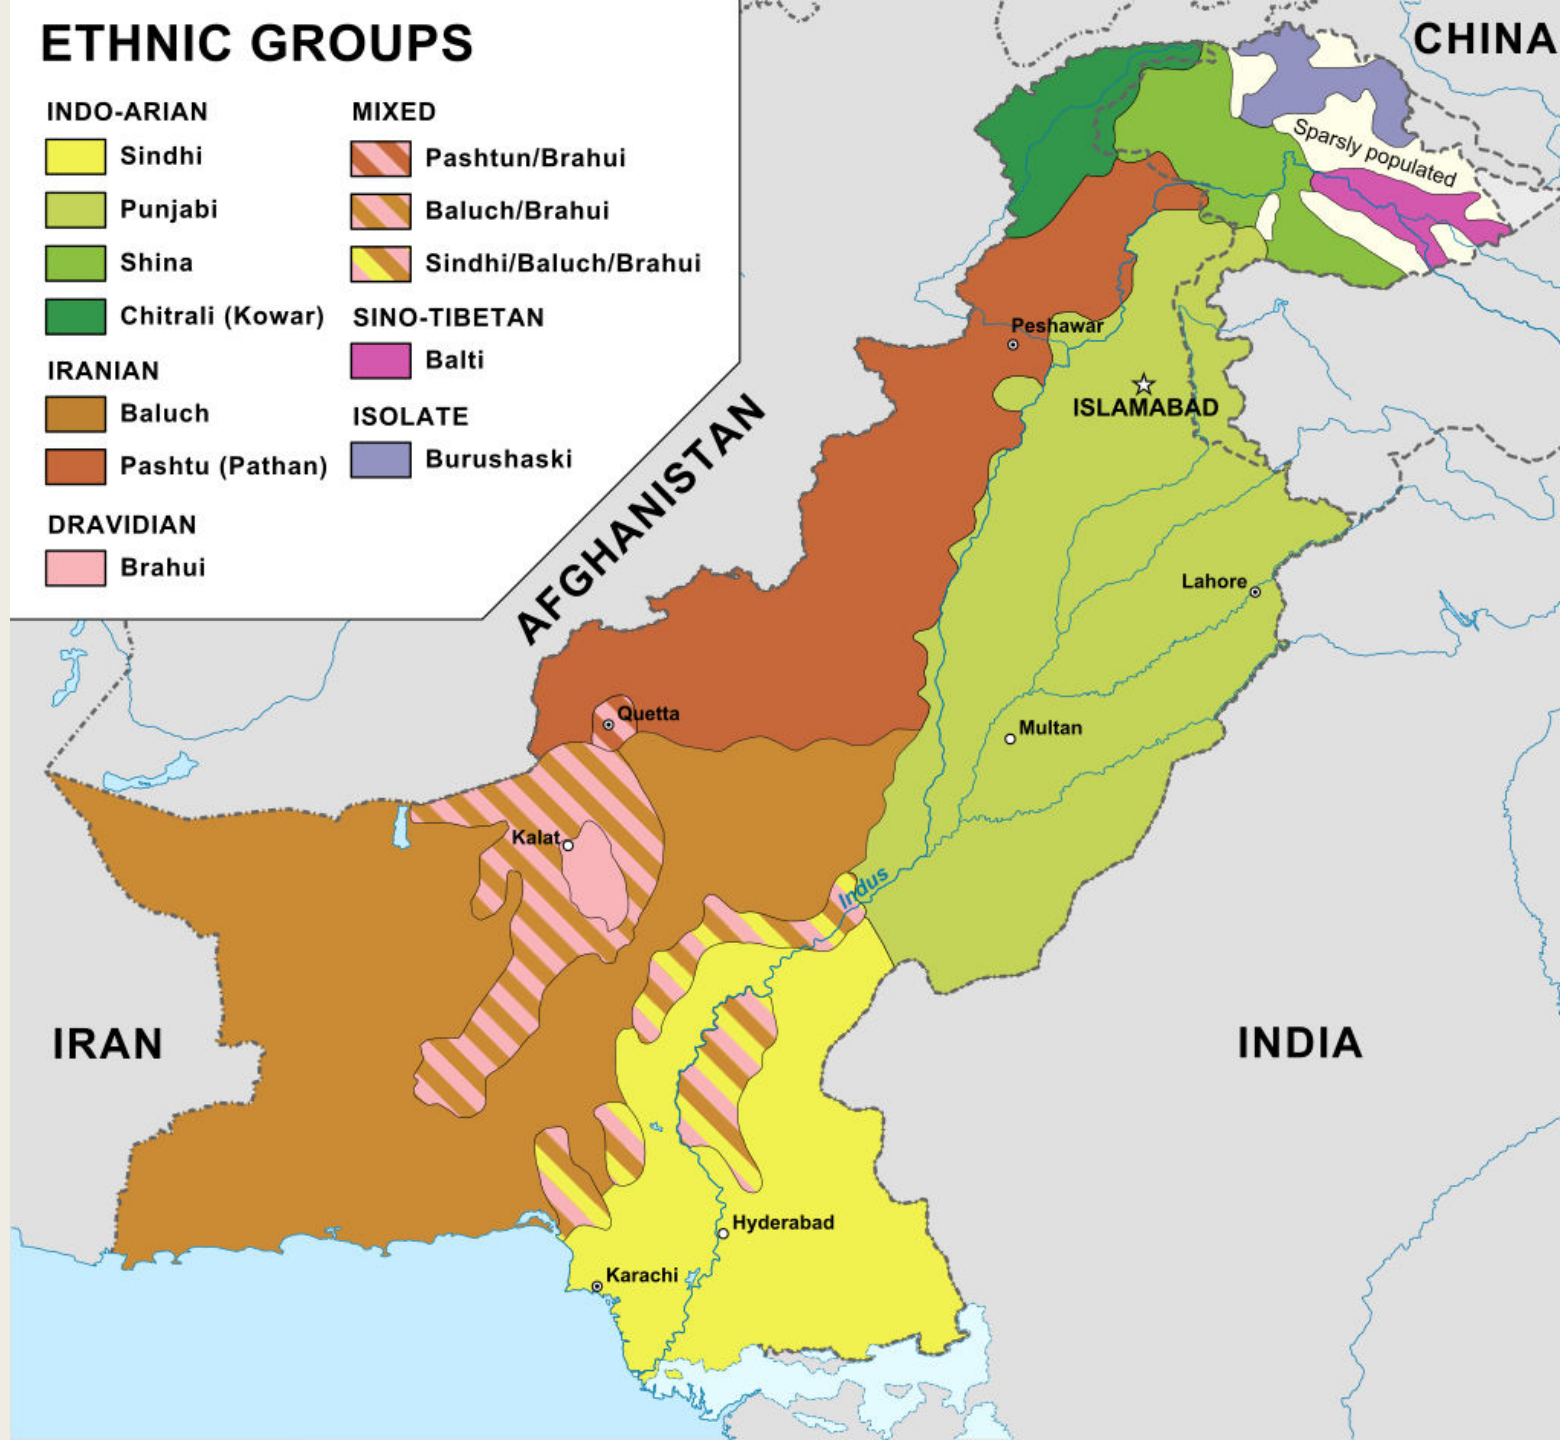 ETHNIC GROUPS
INDO-ARIAN
Sindhi
Punjabi
Shina
Chitrali (Kowar)
IRANIAN
Baluch
Pashtu (Pathan)
DRAVIDIAN
Brahui
MIXED
Pashtun/Brahui
Baluch/Brahui
Sindhi/Baluch/Brahui
SINO-TIBETAN
Balti
ISOLATE
Burushaski
CHINA
Sparsly populated
Peshawar
ISLAMABAD
AFGHANISTAN
Lahore
Quetta
Multan
Kalat
Indus
IRAN
INDIA
Hyderabad
Karachi